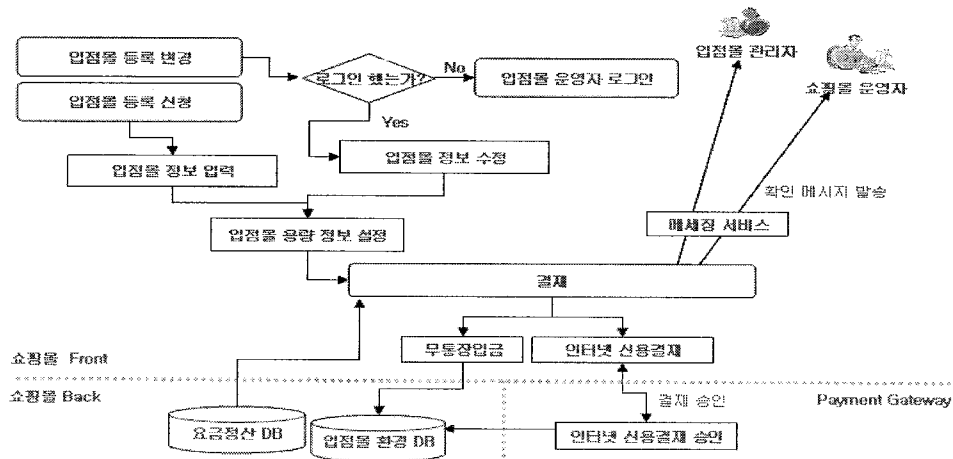 입점몰 관리자
쇼핑몰 운영자
입점몰 등록 변경
로그인 했는가?
No
입점몰 운영자 로그인
입점몰 등록 신청
Yes
입점몰 정보 입력
입점몰 정보 수정
확인 메시지 발송
메세징 서비스
입점몰 용량 정보 설정
결제
무통장입금
인터넷 신용결제
쇼핑몰 Front
쇼핑몰 Back
결제 승인
Payment Gateway
요금정산 DB
입점몰 환경 DB
인터넷 신용결제 승인